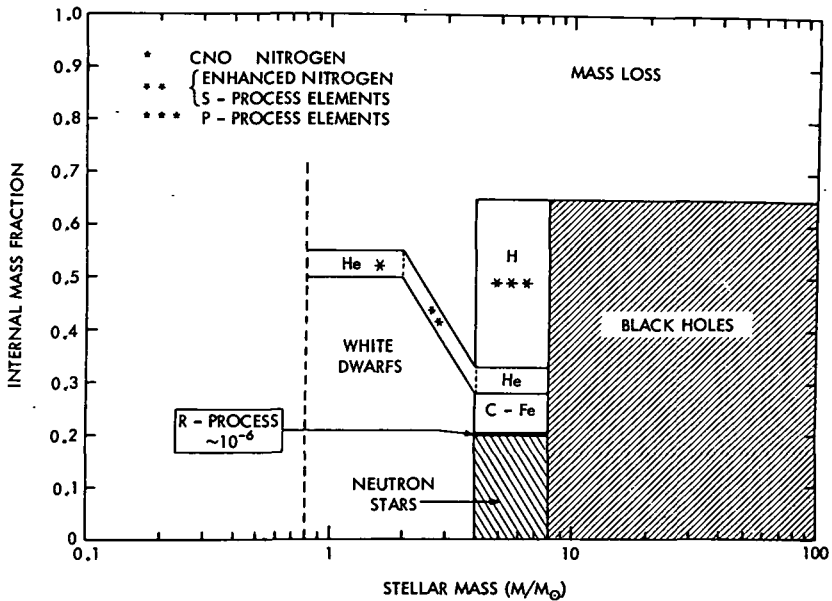 1.0
0.9
0.8
0.7
0.6
0.5
0.4
0.3
0.2
0.1
0
INTERNAL MASS FRACTION
* CNO NITROGEN
** { ENHANCED NITROGEN
S - PROCESS ELEMENTS
*** P - PROCESS ELEMENTS
MASS LOSS
He *
**
WHITE
DWARFS
H
***
He
C - Fe
BLACK HOLES
R - PROCESS
~10⁻⁶
NEUTRON
STARS
0.1
1
10
100
STELLAR MASS (M/M⊙)